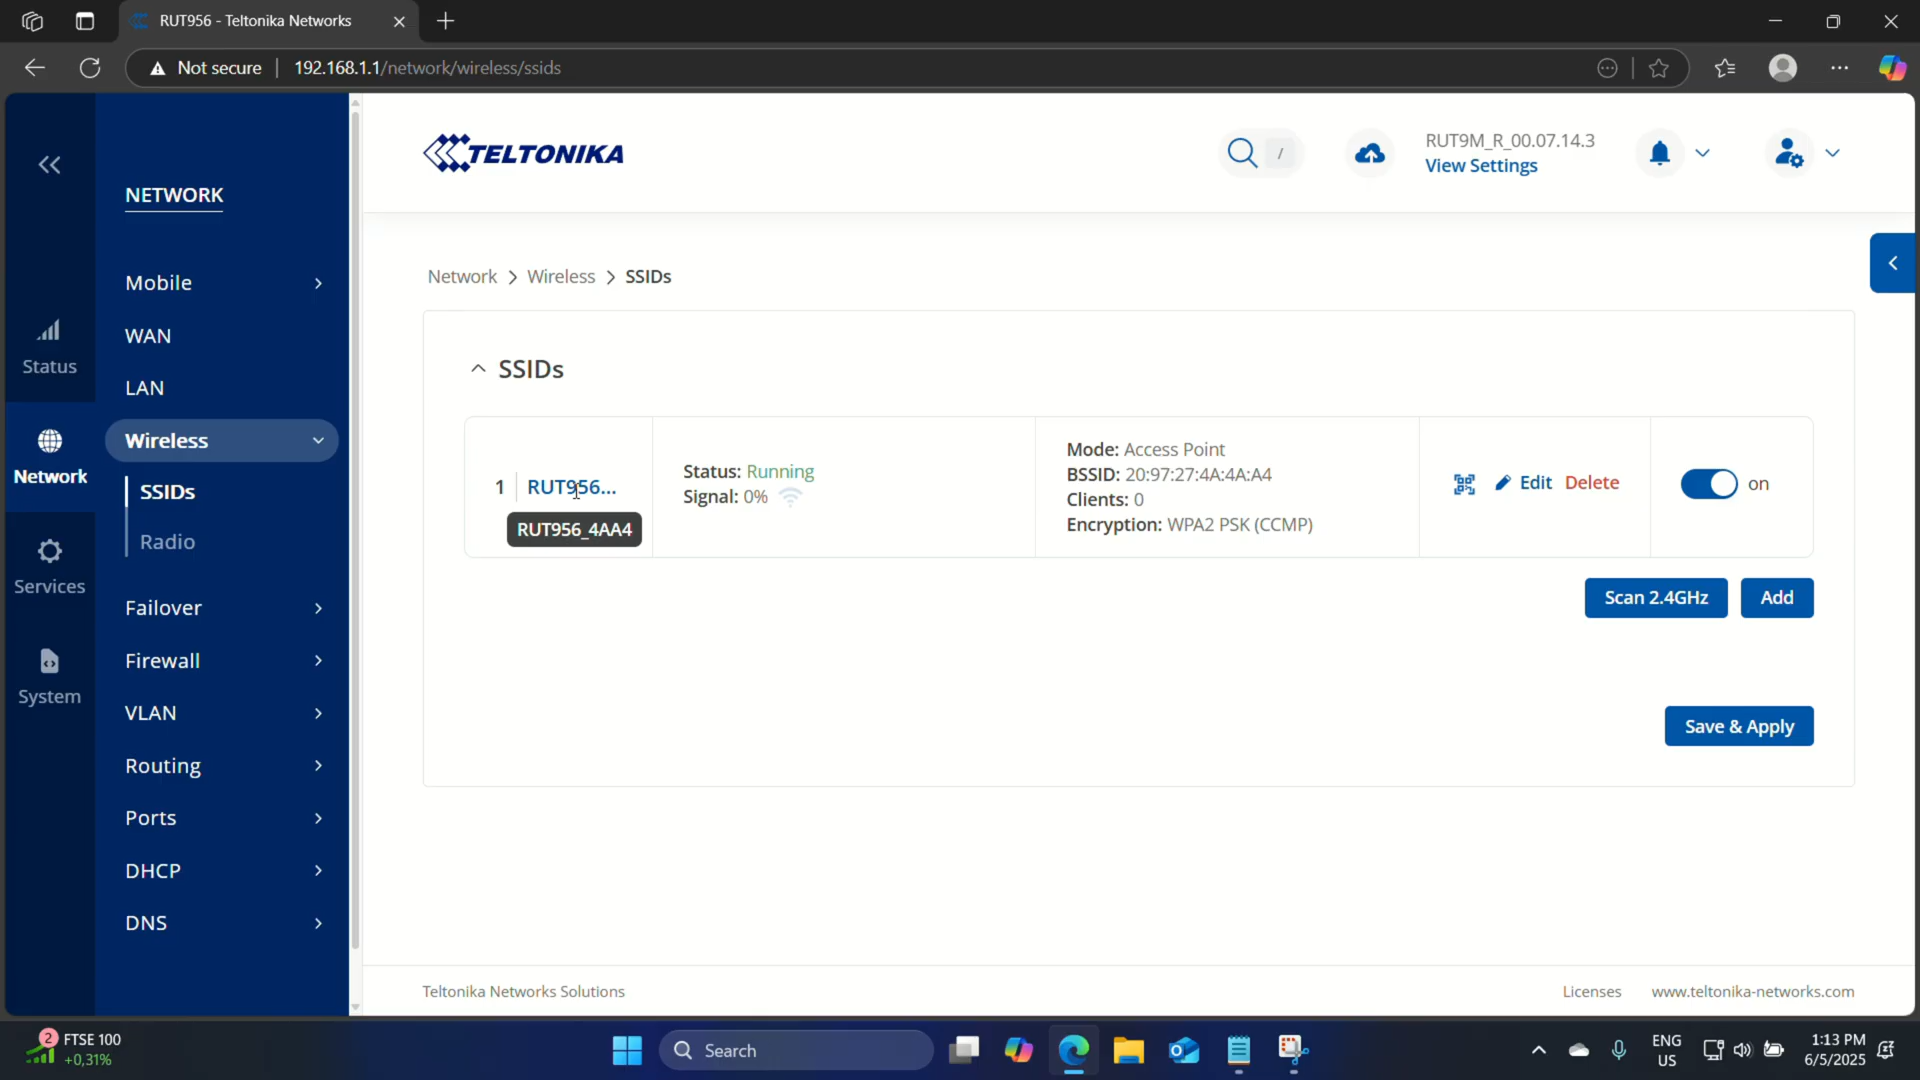 RUT956 - Teltonika Networks
Not secure
192.168.1.1/network/wireless/ssids
NETWORK
Mobile
WAN
LAN
Wireless
SSIDs
Radio
Failover
Firewall
VLAN
Routing
Ports
DHCP
DNS
Status
Network
Services
System
TELTONIKA
/
RUT9M_R_00.07.14.3
View Settings
Network > Wireless > SSIDs
SSIDs
1
RUT956...
RUT956_4AA4
Status: Running
Signal: 0%
Mode: Access Point
BSSID: 20:97:27:4A:4A:A4
Clients: 0
Encryption: WPA2 PSK (CCMP)
Edit
Delete
on
Scan 2.4GHz
Add
Save & Apply
Teltonika Networks Solutions
Licenses
www.teltonika-networks.com
2
FTSE 100
+0,31%
Search
ENG
US
1:13 PM
6/5/2025